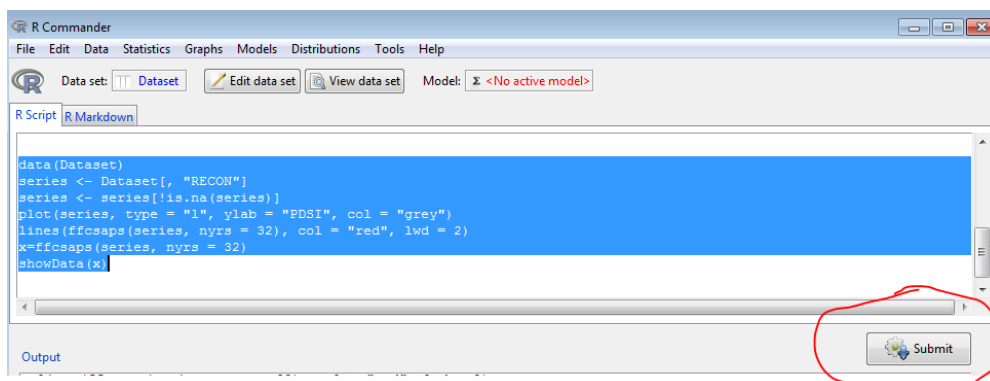 R Commander
File Edit Data Statistics Graphs Models Distributions Tools Help
Data set: Dataset Edit data set View data set Model: Σ <No active model>
R Script R Markdown
data(Dataset)
series <- Dataset[, "RECON"]
series <- series[!is.na(series)]
plot(series, type = "l", ylab = "PDSI", col = "grey")
lines(ffcsaps(series, nyrs = 32), col = "red", lwd = 2)
x=ffcsaps(series, nyrs = 32)
showData(x)
Submit
Output